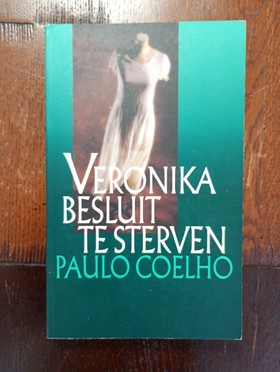 VERONIKA
BESLUIT
TE STERVEN
PAULO COELHO